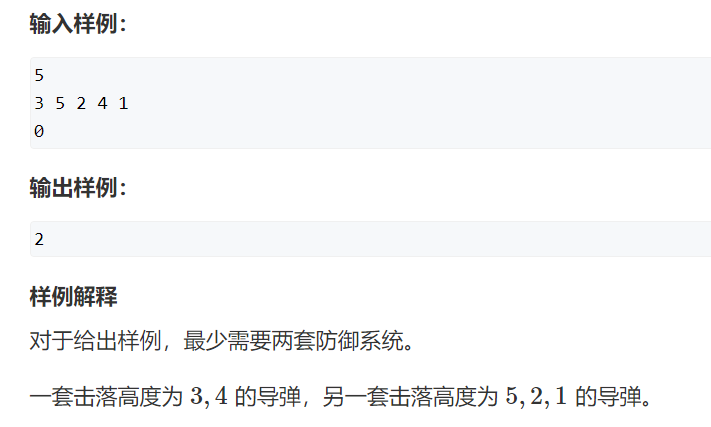 输入样例：
5
3 5 2 4 1
0
输出样例：
2
样例解释
对于给出样例，最少需要两套防御系统。
一套击落高度为 3, 4 的导弹，另一套击落高度为 5, 2, 1 的导弹。